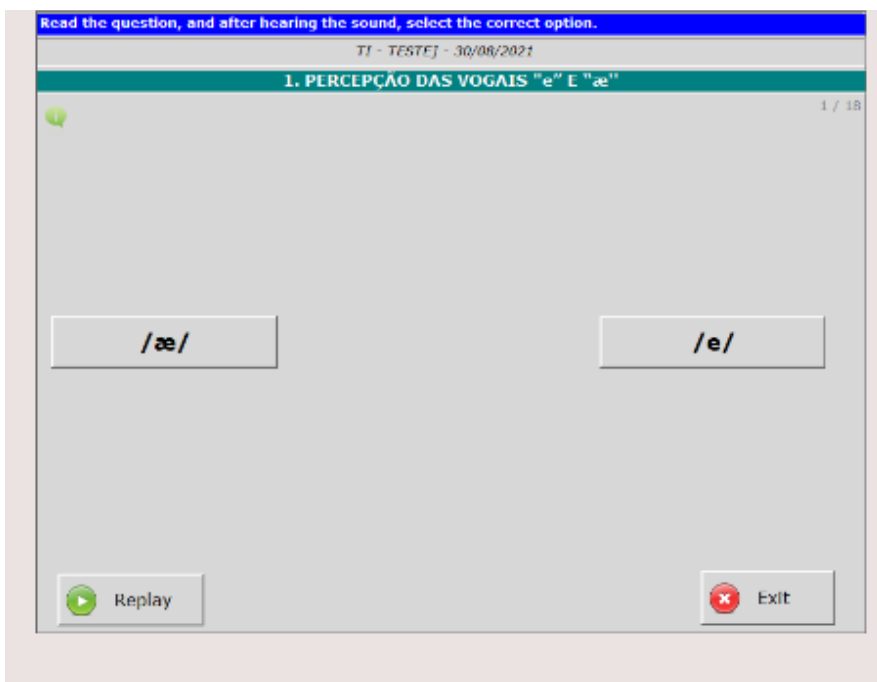 Read the question, and after hearing the sound, select the correct option.
TI - TESTEJ - 30/08/2021
1. PERCEPÇÃO DAS VOGAIS "e" E "æ"
1 / 18
/æ/
/e/
Replay
Exit